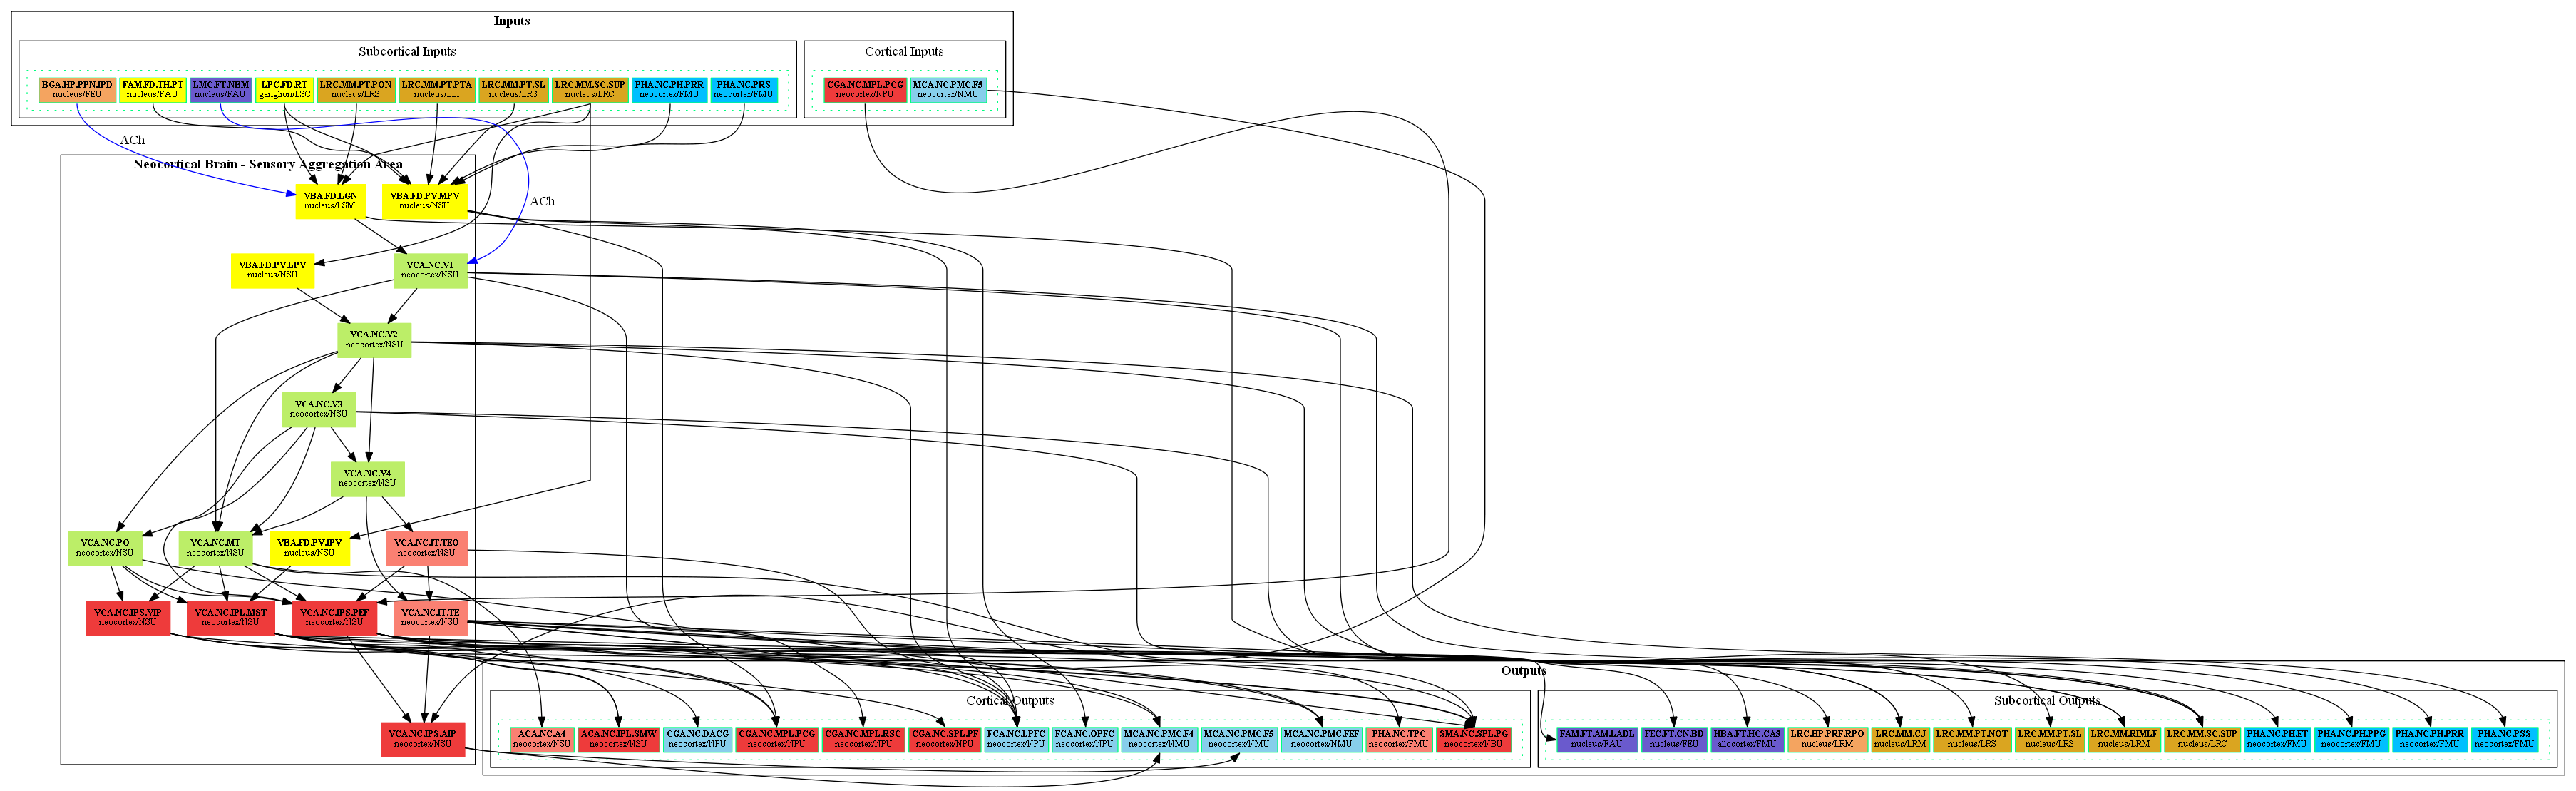 Inputs
Subcortical Inputs
Cortical Inputs
BGA.HP.PPN.IPD
nucleus/FEU
FAM.FD.TH.PT
nucleus/FAU
LMC.FT.NBM
nucleus/FAU
LPC.FD.RT
ganglion/LSC
LRC.MM.PT.PON
nucleus/LRS
LRC.MM.PT.PTA
nucleus/LLI
LRC.MM.PT.SL
nucleus/LRS
LRC.MM.SC.SUP
nucleus/LRC
PHA.NC.PH.PRR
neocortex/FMU
PHA.NC.PRS
neocortex/FMU
CGA.NC.MPL.PCG
neocortex/NPU
MCA.NC.PMC.F5
neocortex/NMU
ACh
Neocortical Brain - Sensory Aggregation Area
VBA.FD.LGN
nucleus/LSM
VBA.FD.PV.MPV
nucleus/NSU
ACh
VBA.FD.PV.LPV
nucleus/NSU
VCA.NC.V1
neocortex/NSU
VCA.NC.V2
neocortex/NSU
VCA.NC.V3
neocortex/NSU
VCA.NC.V4
neocortex/NSU
VCA.NC.PO
neocortex/NSU
VCA.NC.MT
neocortex/NSU
VBA.FD.PV.IPV
nucleus/NSU
VCA.NC.IT.TEO
neocortex/NSU
VCA.NC.IPS.VIP
neocortex/NSU
VCA.NC.IPL.MST
neocortex/NSU
VCA.NC.IPS.PEF
neocortex/NSU
VCA.NC.IT.TE
neocortex/NSU
VCA.NC.IPS.AIP
neocortex/NSU
Outputs
Cortical Outputs
Subcortical Outputs
ACA.NC.A4
neocortex/NSU
ACA.NC.IPL.SMW
neocortex/NSU
CGA.NC.DACG
neocortex/NPU
CGA.NC.MPL.PCG
neocortex/NPU
CGA.NC.MPL.RSC
neocortex/NPU
CGA.NC.SPL.PF
neocortex/NPU
FCA.NC.LPFC
neocortex/NPU
FCA.NC.OPFC
neocortex/NPU
MCA.NC.PMC.F4
neocortex/NMU
MCA.NC.PMC.F5
neocortex/NMU
MCA.NC.PMC.FEF
neocortex/NMU
PHA.NC.TPC
neocortex/FMU
SMA.NC.SPL.PG
neocortex/NBU
FAM.FT.AM.LADL
nucleus/FAU
FEC.FT.CN.BD
nucleus/FEU
HBA.FT.HC.CA3
allocortex/FMU
LRC.HP.PRF.RPO
nucleus/LRM
LRC.MM.CJ
nucleus/LRM
LRC.MM.PT.NOT
nucleus/LRS
LRC.MM.PT.SL
nucleus/LRS
LRC.MM.RIMLF
nucleus/LRM
LRC.MM.SC.SUP
nucleus/LRC
PHA.NC.PH.ET
neocortex/FMU
PHA.NC.PH.PPG
neocortex/FMU
PHA.NC.PH.PRR
neocortex/FMU
PHA.NC.PSS
neocortex/FMU